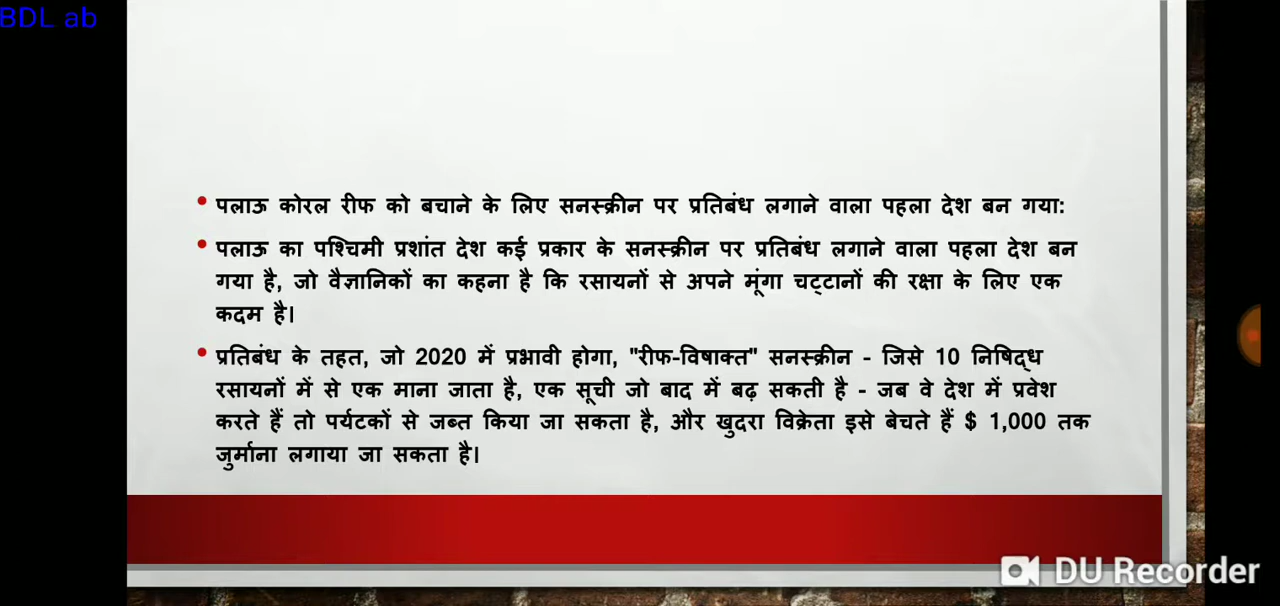 BDL ab
• पलाऊ कोरल रीफ को बचाने के लिए सनस्क्रीन पर प्रतिबंध लगाने वाला पहला देश बन गया:
• पलाऊ का पश्चिमी प्रशांत देश कई प्रकार के सनस्क्रीन पर प्रतिबंध लगाने वाला पहला देश बन
गया है, जो वैज्ञानिकों का कहना है कि रसायनों से अपने मूंगा चट्टानों की रक्षा के लिए एक
कदम है।
• प्रतिबंध के तहत, जो 2020 में प्रभावी होगा, "रीफ-विषाक्त" सनस्क्रीन - जिसे 10 निषिद्ध
रसायनों में से एक माना जाता है, एक सूची जो बाद में बढ़ सकती है - जब वे देश में प्रवेश
करते हैं तो पर्यटकों से जब्त किया जा सकता है, और खुदरा विक्रेता इसे बेचते हैं $ 1,000 तक
जुर्माना लगाया जा सकता है।
DU Recorder